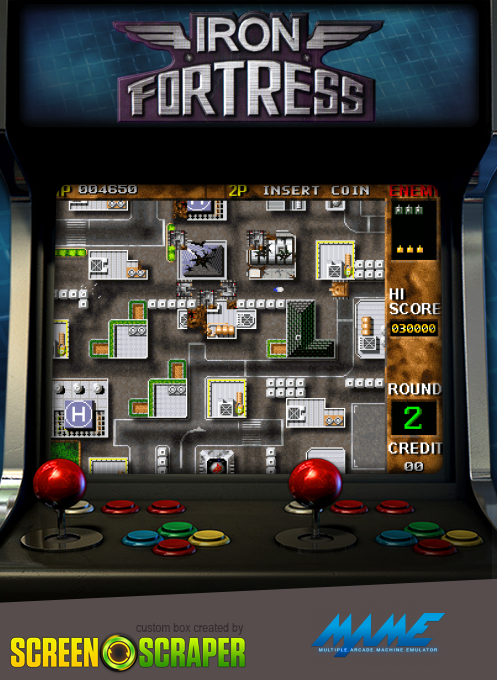 IRON
FORTRESS
1P 004650 2P INSERT COIN
ENEMY
HI
SCORE
030000
ROUND
2
CREDIT
00
H
custom box created by
SCREEN SCRAPER
MAME
MULTIPLE ARCADE MACHINE EMULATOR